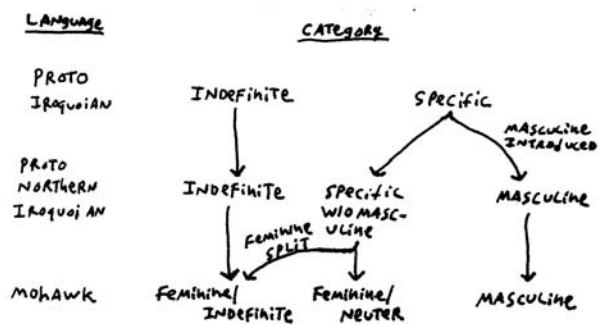 LANGUAGE CATEGORY
PROTO
IROQUOIAN INDEFINITE SPECIFIC
MASCULINE
INTRODUCED
PROTO
NORTHERN
IROQUOIAN INDEFINITE SPECIFIC
W/O MASC-
ULINE MASCULINE
FEMININE
SPLIT
MOHAWK FEMININE/
INDEFINITE FEMININE/
NEUTER MASCULINE